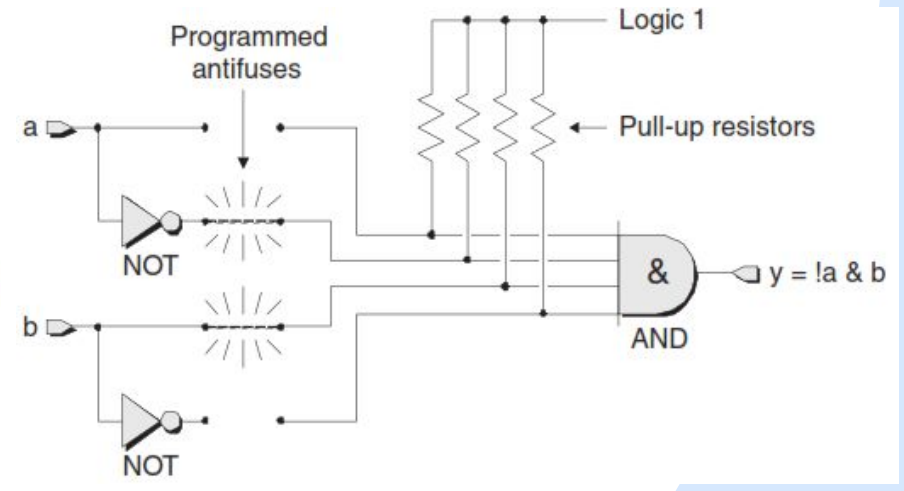 Logic 1
Programmed
antifuses
a
Pull-up resistors
NOT
&
y = !a & b
b
AND
NOT